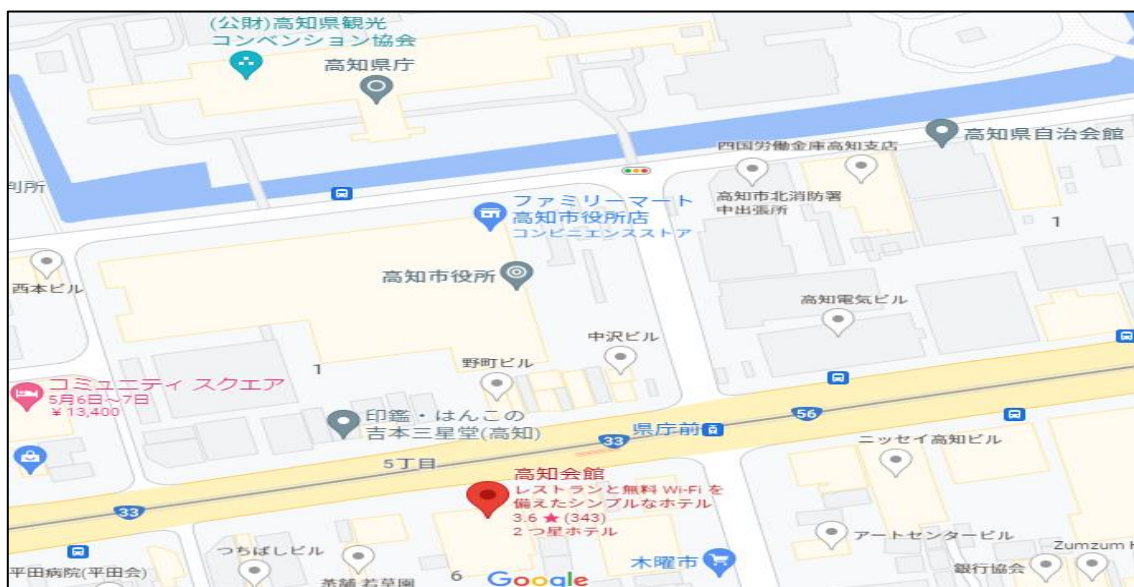 (公財)高知県観光
コンベンション協会
高知県庁
高知県自治会館
四国労働金庫高知支店
判所
ファミリーマート
高知市役所店
コンビニエンスストア
高知市北消防署
中出張所
1
高知市役所
西本ビル
高知電気ビル
中沢ビル
野町ビル
1
コミュニティ スクエア
5月6日～7日
¥ 13,400
印鑑・はんこの
吉本三星堂(高知)
56
県庁前
33
ニッセイ高知ビル
5丁目
高知会館
レストランと無料 Wi-Fi を
備えたシンプルなホテル
3.6 ★ (343)
2 つ星ホテル
33
アートセンタービル
つちばしビル
木曜市
Zumzum H
平田病院(平田会)
茶舗 若草園
6
Google
銀行協会